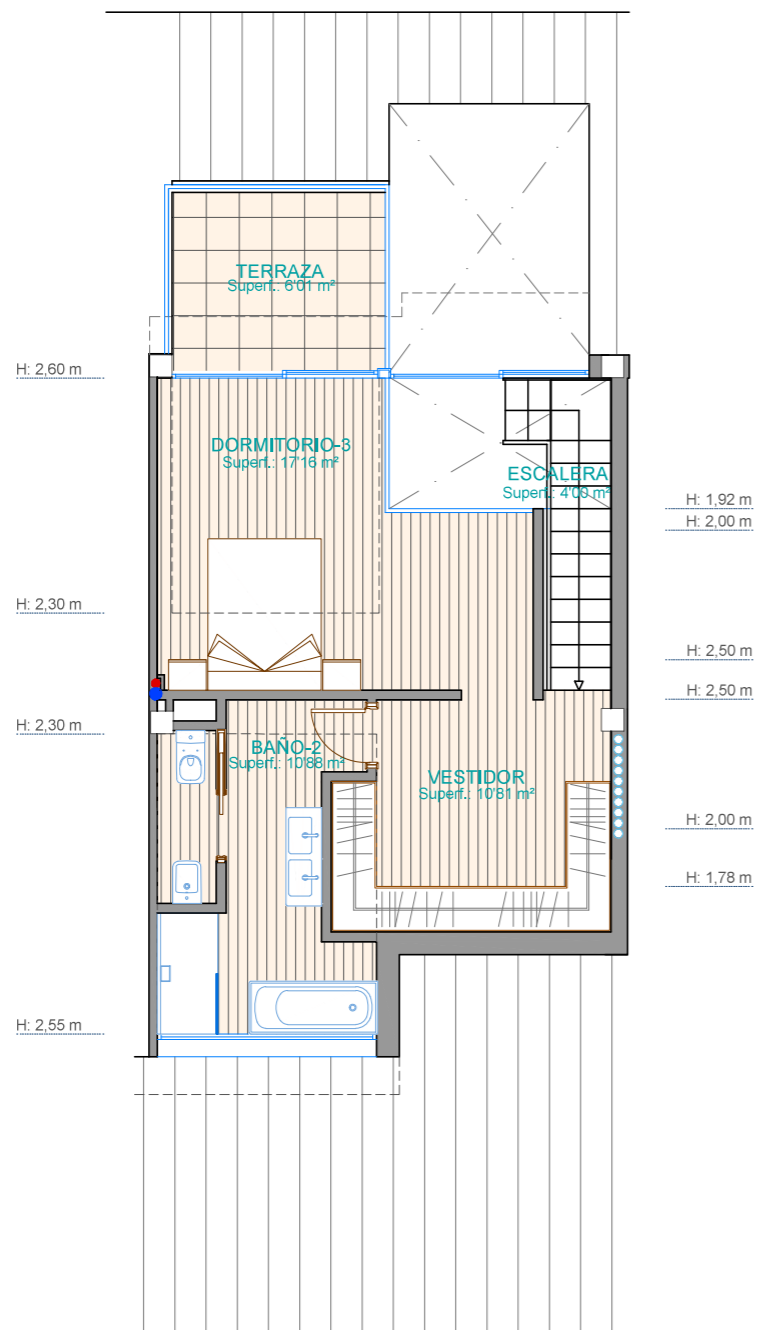 TERRAZA
Superf.: 6'01 m²
H: 2,60 m
DORMITORIO-3
Superf.: 17'16 m²
ESCALERA
Superf.: 4'00 m²
H: 1,92 m
H: 2,00 m
H: 2,30 m
H: 2,50 m
H: 2,50 m
H: 2,30 m
BAÑO-2
Superf.: 10'88 m²
VESTIDOR
Superf.: 10'81 m²
H: 2,00 m
H: 1,78 m
H: 2,55 m